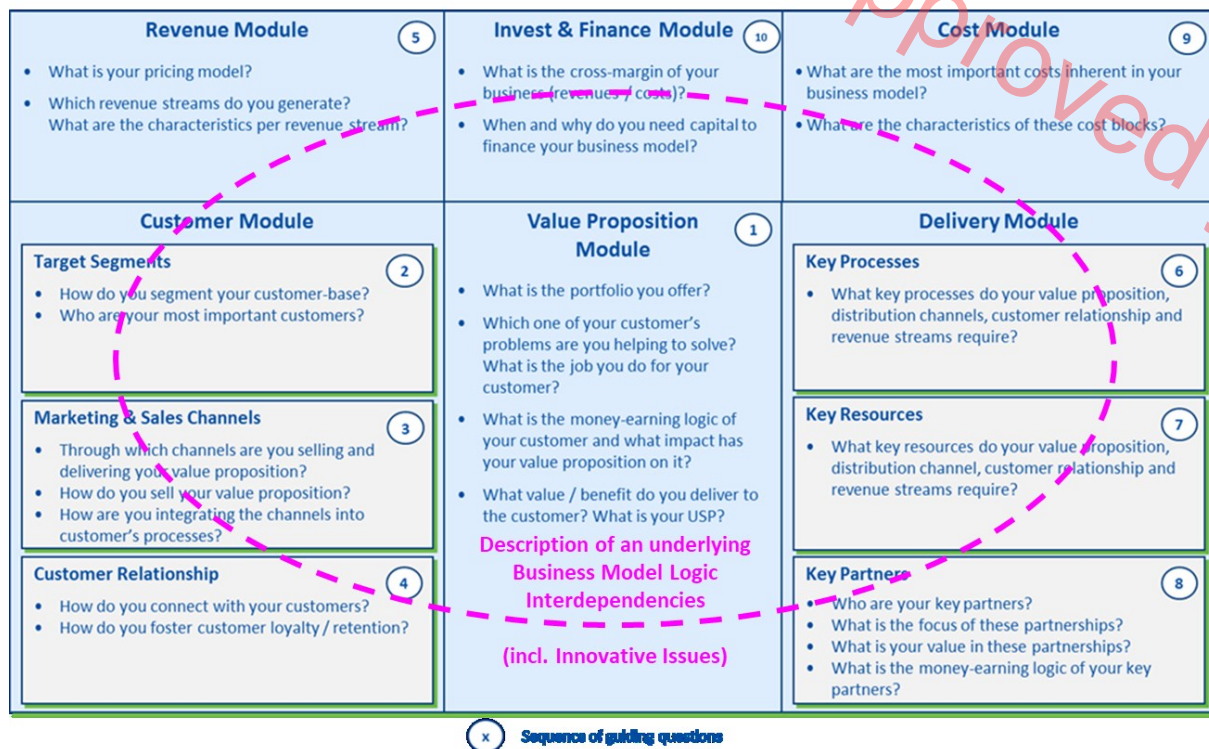 Revenue Module
5
• What is your pricing model?
• Which revenue streams do you generate?
What are the characteristics per revenue stream?
Invest & Finance Module
10
• What is the cross-margin of your
business (revenues / costs)?
• When and why do you need capital to
finance your business model?
Cost Module
9
• What are the most important costs inherent in your
business model?
• What are the characteristics of these cost blocks?
Customer Module
Target Segments
2
• How do you segment your customer-base?
• Who are your most important customers?
Marketing & Sales Channels
3
• Through which channels are you selling and
delivering your value proposition?
• How do you sell your value proposition?
• How are you integrating the channels into
customer's processes?
Customer Relationship
4
• How do you connect with your customers?
• How do you foster customer loyalty / retention?
Value Proposition
Module
1
• What is the portfolio you offer?
• Which one of your customer's
problems are you helping to solve?
What is the job you do for your
customer?
• What is the money-earning logic of
your customer and what impact has
your value proposition on it?
• What value / benefit do you deliver to
the customer? What is your USP?
Description of an underlying
Business Model Logic
Interdependencies
(incl. Innovative Issues)
Delivery Module
Key Processes
6
• What key processes do your value proposition,
distribution channels, customer relationship and
revenue streams require?
Key Resources
7
• What key resources do your value proposition,
distribution channel, customer relationship and
revenue streams require?
Key Partners
8
• Who are your key partners?
• What is the focus of these partnerships?
• What is your value in these partnerships?
• What is the money-earning logic of your key
partners?
x Sequence of guiding questions
pproved